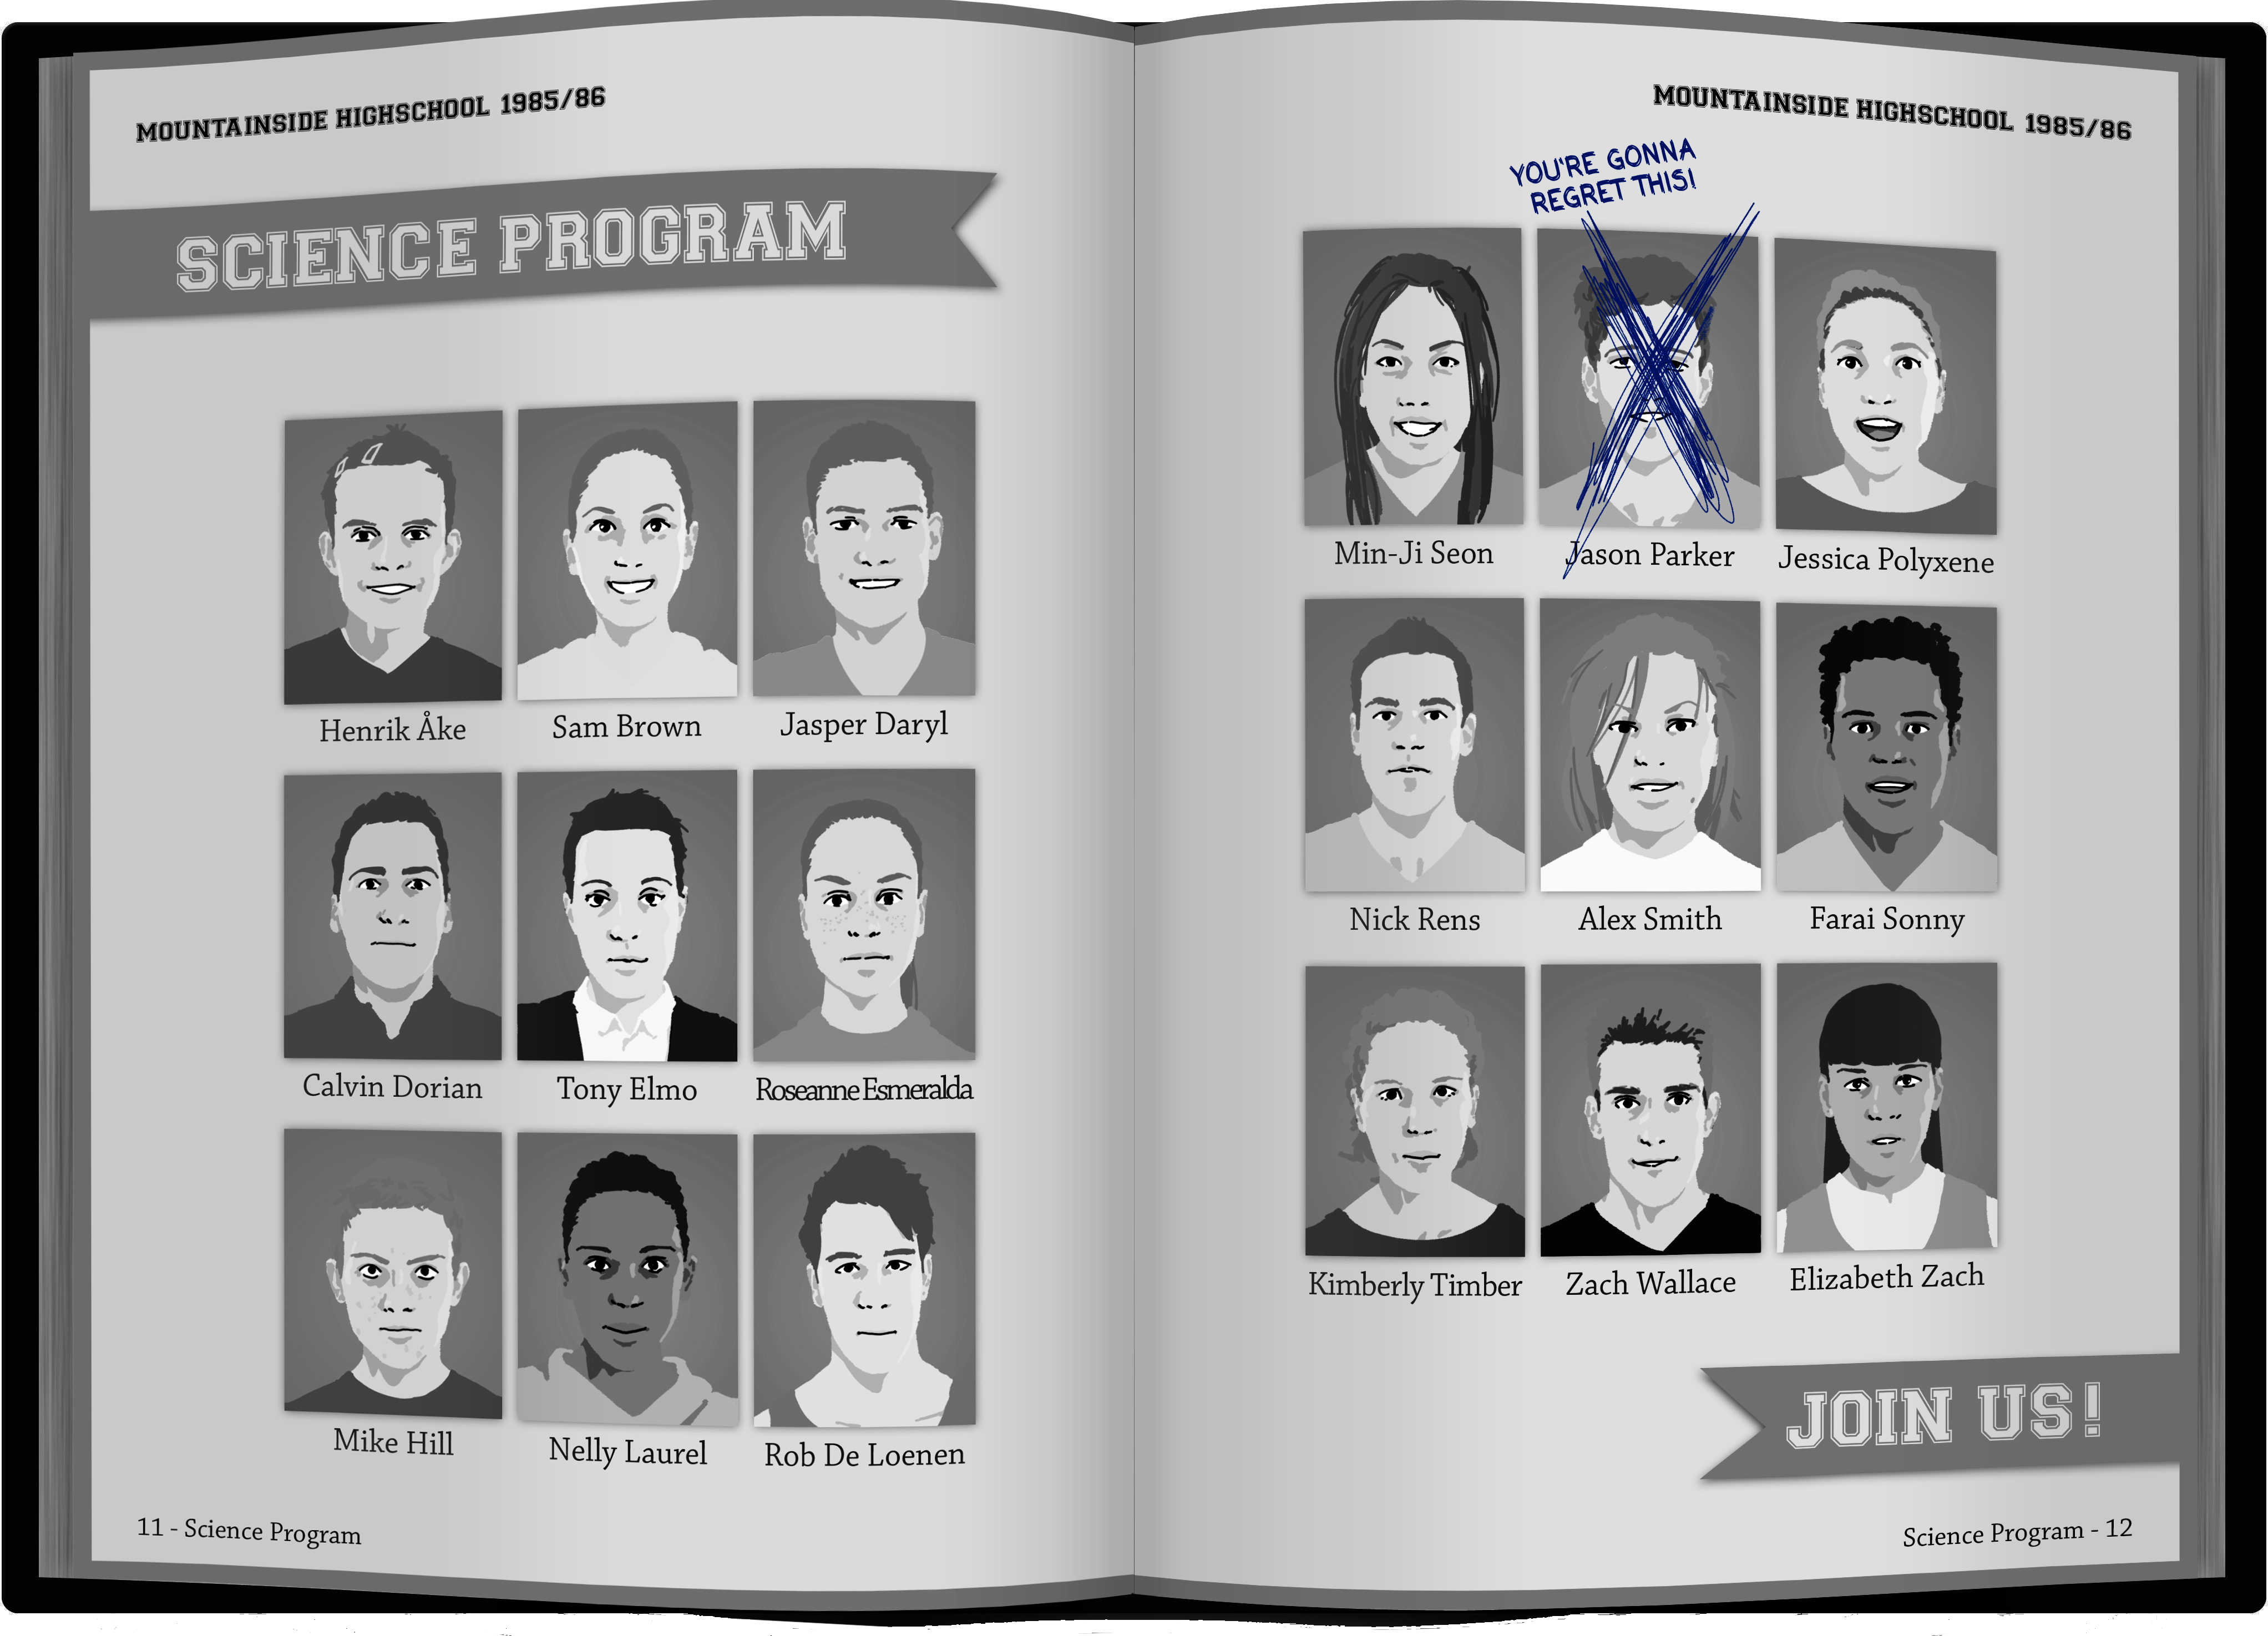 MOUNTAINSIDE HIGHSCHOOL 1985/86
SCIENCE PROGRAM
Henrik Åke
Sam Brown
Jasper Daryl
Calvin Dorian
Tony Elmo
Roseanne Esmeralda
Mike Hill
Nelly Laurel
Rob De Loenen
11 - Science Program
MOUNTAINSIDE HIGHSCHOOL 1985/86
YOU'RE GONNA
REGRET THIS!
Min-Ji Seon
Jason Parker
Jessica Polyxene
Nick Rens
Alex Smith
Farai Sonny
Kimberly Timber
Zach Wallace
Elizabeth Zach
JOIN US!
Science Program - 12